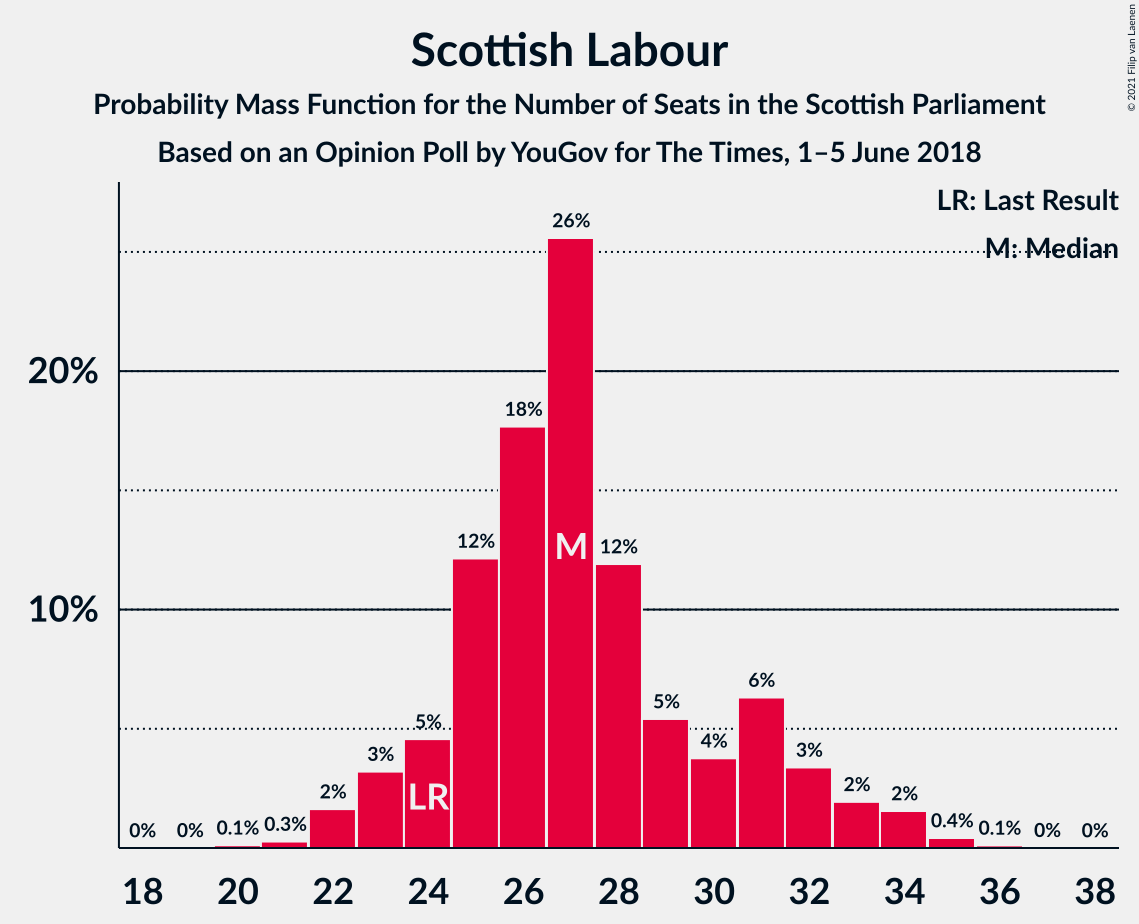 Scottish Labour
Probability Mass Function for the Number of Seats in the Scottish Parliament
Based on an Opinion Poll by YouGov for The Times, 1–5 June 2018
© 2021 Filip van Laenen
LR: Last Result
M: Median
20%
10%
0%
0%
0.1%
0.3%
2%
3%
5%
12%
18%
26%
12%
5%
4%
6%
3%
2%
2%
0.4%
0.1%
0%
0%
LR
M
18 20 22 24 26 28 30 32 34 36 38